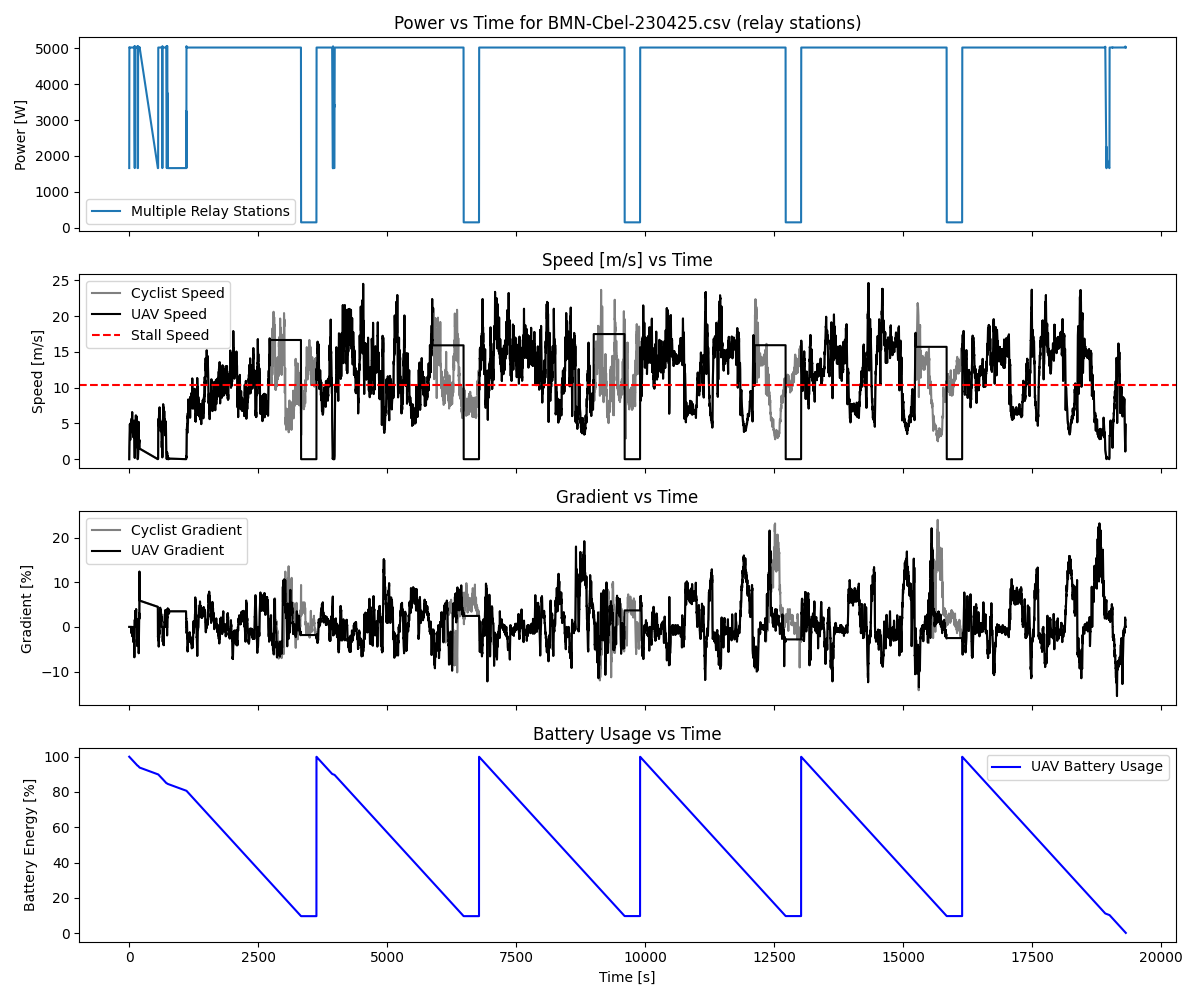 Power vs Time for BMN-Cbel-230425.csv (relay stations)
5000
4000
3000
2000
1000
0
Power [W]
Multiple Relay Stations
Speed [m/s] vs Time
25
20
15
10
5
0
Speed [m/s]
Cyclist Speed
UAV Speed
Stall Speed
Gradient vs Time
20
10
0
−10
Gradient [%]
Cyclist Gradient
UAV Gradient
Battery Usage vs Time
100
80
60
40
20
0
Battery Energy [%]
UAV Battery Usage
0 2500 5000 7500 10000 12500 15000 17500 20000
Time [s]